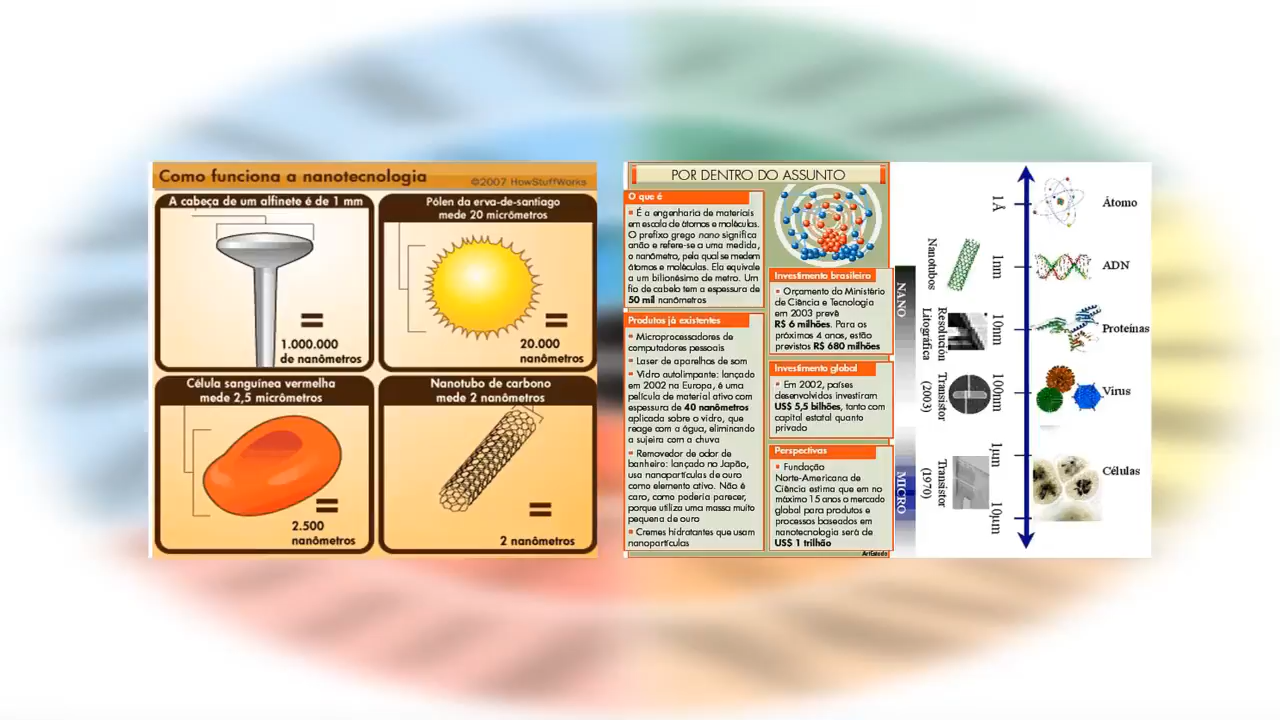 Como funciona a nanotecnologia
©2007 HowStuffWorks
A cabeça de um alfinete é de 1 mm
=
1.000.000
de nanômetros
Pólen da erva-de-santiago
mede 20 micrômetros
=
20.000
nanômetros
Célula sanguínea vermelha
mede 2,5 micrômetros
=
2.500
nanômetros
Nanotubo de carbono
mede 2 nanômetros
=
2 nanômetros
POR DENTRO DO ASSUNTO
O que é
É a engenharia de materiais
em escala de átomos e moléculas.
O prefixo grego nano significa
anão e refere-se a uma medida,
o nanômetro, pela qual se medem
átomos e moléculas. Ela equivale
a um bilionésimo de metro. Um
fio de cabelo tem a espessura de
50 mil nanômetros
Produtos já existentes
Microprocessadores de
computadores pessoais
Laser de aparelhos de som
Vidro autolimpante: lançado
em 2002 na Europa, é uma
película de material ativo com
espessura de 40 nanômetros
aplicada sobre o vidro, que
reage com a água, eliminando
a sujeira com a chuva
Removedor de odor de
banheiro: lançado no Japão,
usa nanopartículas de ouro
como elemento ativo. Não é
caro, como poderia parecer,
porque utiliza uma massa muito
pequena de ouro
Cremes hidratantes que usam
nanopartículas
Investimento brasileiro
Orçamento do Ministério
de Ciência e Tecnologia
em 2003 prevê
R$ 6 milhões. Para os
próximos 4 anos, estão
previstos R$ 680 milhões
Investimento global
Em 2002, países
desenvolvidos investiram
US$ 5,5 bilhões, tanto com
capital estatal quanto
privado
Perspectivas
Fundação
Norte-Americana de
Ciência estima que em no
máximo 15 anos o mercado
global para produtos e
processos baseados em
nanotecnologia será de
US$ 1 trilhão
ArtEstado
NANO
MICRO
Nanotubos
Resolución
Litográfica
Transistor
(2003)
Transistor
(1970)
1Å
1nm
10nm
100nm
1μm
10μm
Átomo
ADN
Proteínas
Virus
Células